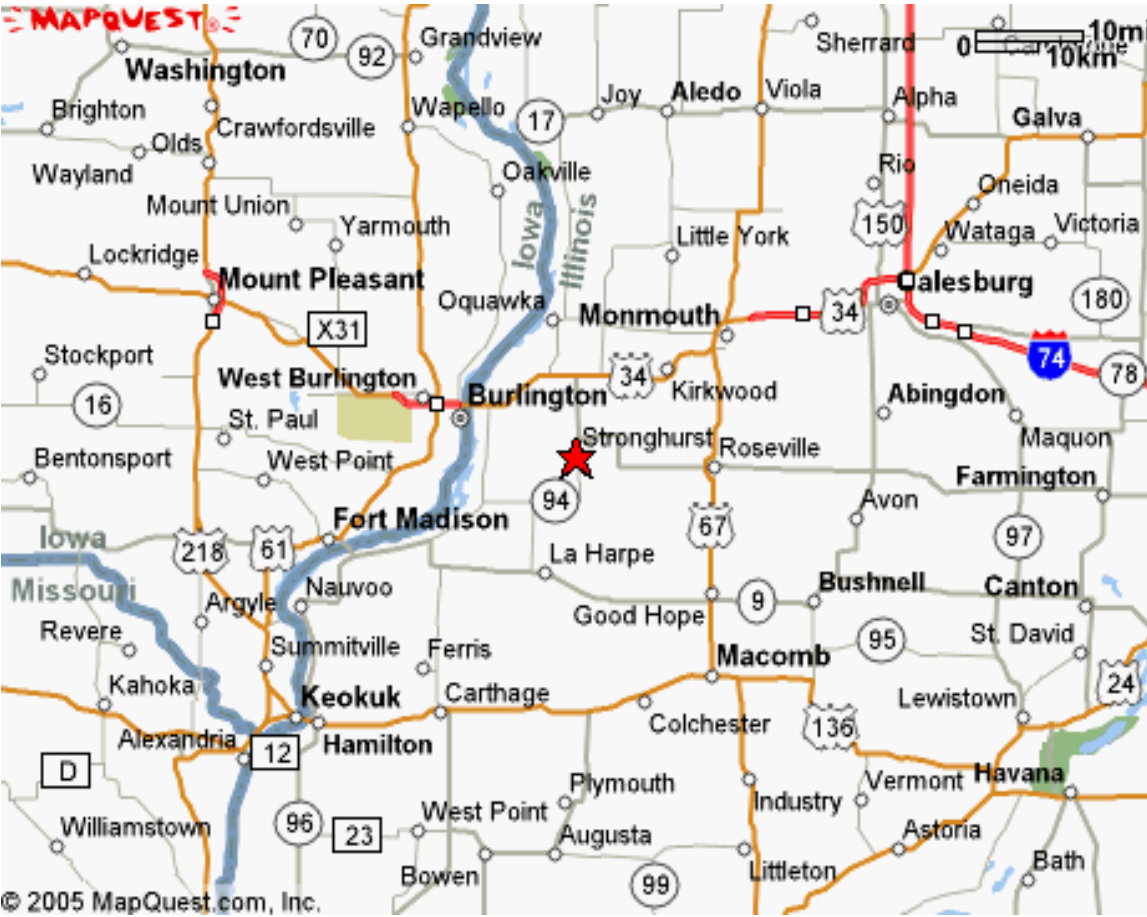 MAPQUEST®
70
92
Grandview
Sherrard
0
10mi
10km
Washington
Brighton
Crawfordsville
Wapello
17
Joy
Aledo
Viola
Alpha
Galva
Olds
Wayland
Oakville
Rio
Oneida
Mount Union
Yarmouth
Iowa
Illinois
Little York
150
Wataga
Victoria
Lockridge
Mount Pleasant
Oquawka
Monmouth
34
Galesburg
180
X31
Stockport
West Burlington
Burlington
34
Kirkwood
74
78
16
St. Paul
Abingdon
Maquon
Bentonsport
West Point
Stronghurst
Roseville
Farmington
94
Avon
Iowa
218
61
Fort Madison
67
97
Missouri
La Harpe
Nauvoo
Argyle
Good Hope
9
Bushnell
Canton
Revere
Summitville
Ferris
Macomb
95
St. David
Kahoka
Keokuk
Carthage
Colchester
Lewistown
24
Alexandria
12
Hamilton
136
D
Plymouth
Industry
Vermont
Havana
Williamstown
96
23
West Point
Augusta
Astoria
Bowen
99
Littleton
Bath
© 2005 MapQuest.com, Inc.